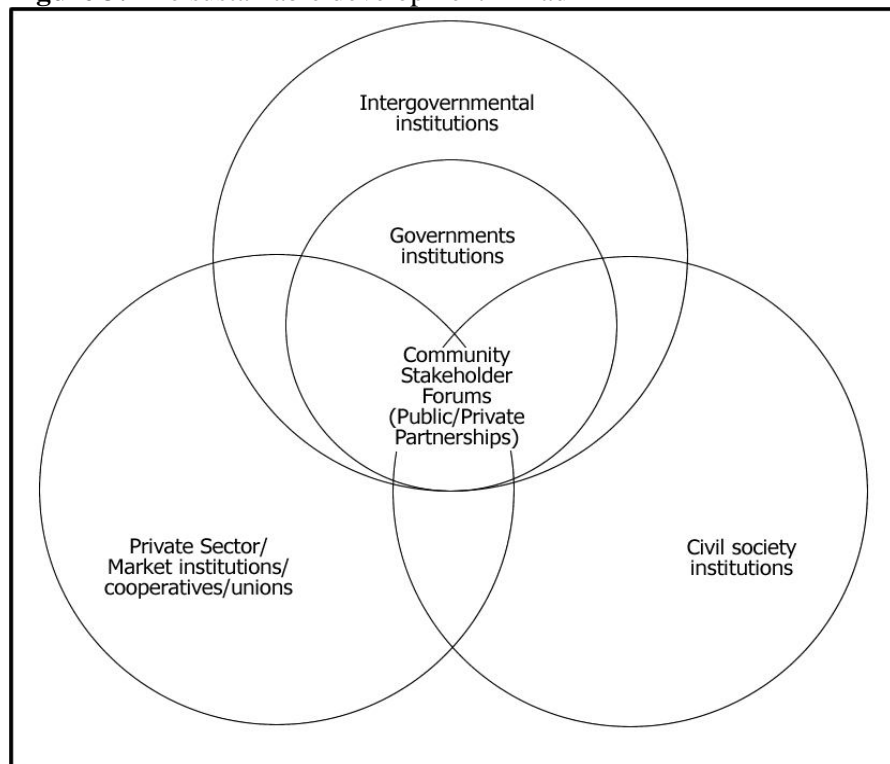 Intergovernmental
institutions
Governments
institutions
Community
Stakeholder
Forums
(Public/Private
Partnerships)
Private Sector/
Market institutions/
cooperatives/unions
Civil society
institutions